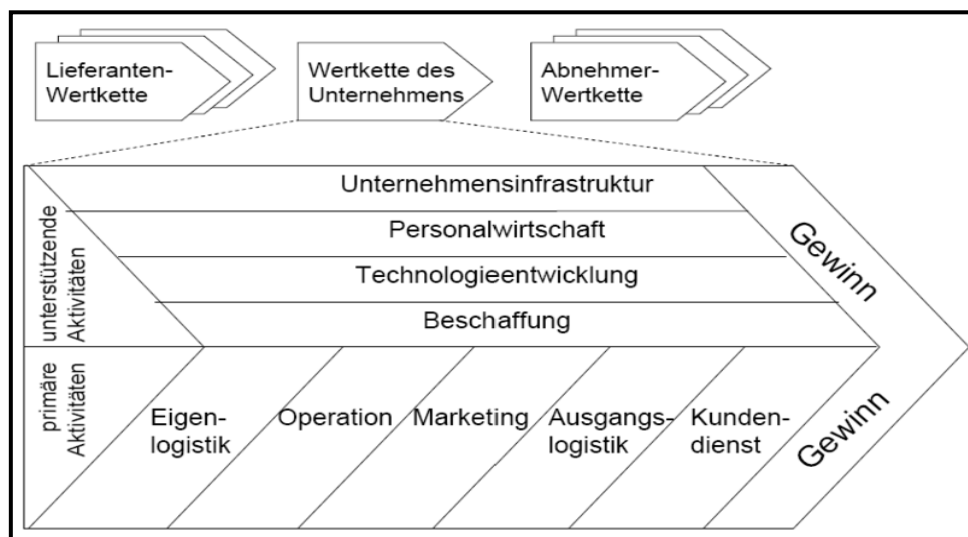 Lieferanten-
Wertkette
Wertkette des
Unternehmens
Abnehmer-
Wertkette
unterstützende
Aktivitäten
Unternehmensinfrastruktur
Personalwirtschaft
Technologieentwicklung
Beschaffung
Gewinn
primäre
Aktivitäten
Eigen-
logistik
Operation
Marketing
Ausgangs-
logistik
Kunden-
dienst
Gewinn